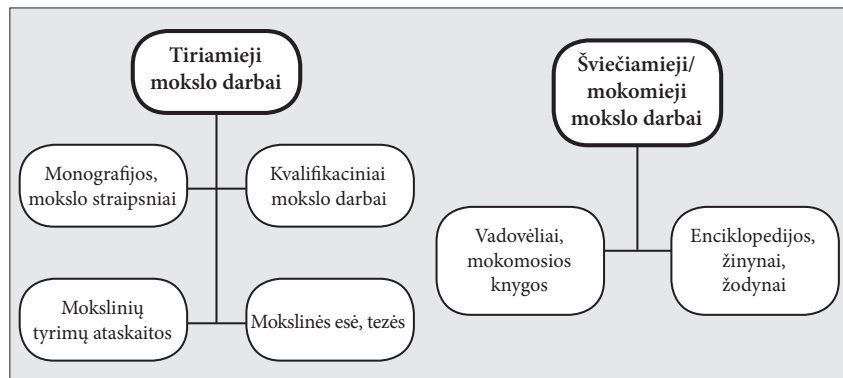 Tiriamieji
mokslo darbai
Monografijos,
mokslo straipsniai
Kvalifikaciniai
mokslo darbai
Mokslinių
tyrimų ataskaitos
Mokslinės esė, tezės
Šviečiamieji/
mokomieji
mokslo darbai
Vadovėliai,
mokomosios
knygos
Enciklopedijos,
žinynai,
žodynai